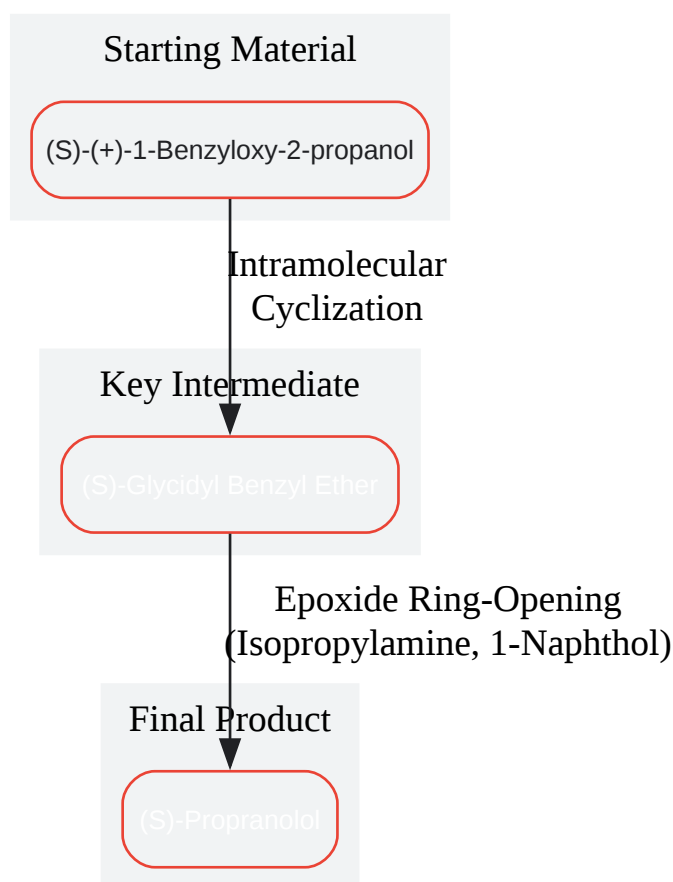 Starting Material
(S)-(+)-1-Benzyloxy-2-propanol
Intramolecular
Cyclization
Key Intermediate
(S)-Glycidyl Benzyl Ether
Epoxide Ring-Opening
(Isopropylamine, 1-Naphthol)
Final Product
(S)-Propranolol